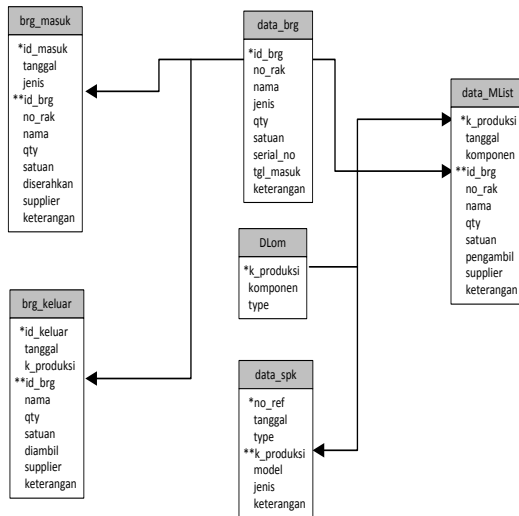 brg_masuk
*id_masuk
tanggal
jenis
**id_brg
no_rak
nama
qty
satuan
diserahkan
supplier
keterangan
data_brg
*id_brg
no_rak
nama
jenis
qty
satuan
serial_no
tgl_masuk
keterangan
data_MList
*k_produksi
tanggal
komponen
**id_brg
no_rak
nama
qty
satuan
pengambil
supplier
keterangan
DLom
*k_produksi
komponen
type
brg_keluar
*id_keluar
tanggal
k_produksi
**id_brg
nama
qty
satuan
diambil
supplier
keterangan
data_spk
*no_ref
tanggal
type
**k_produksi
model
jenis
keterangan